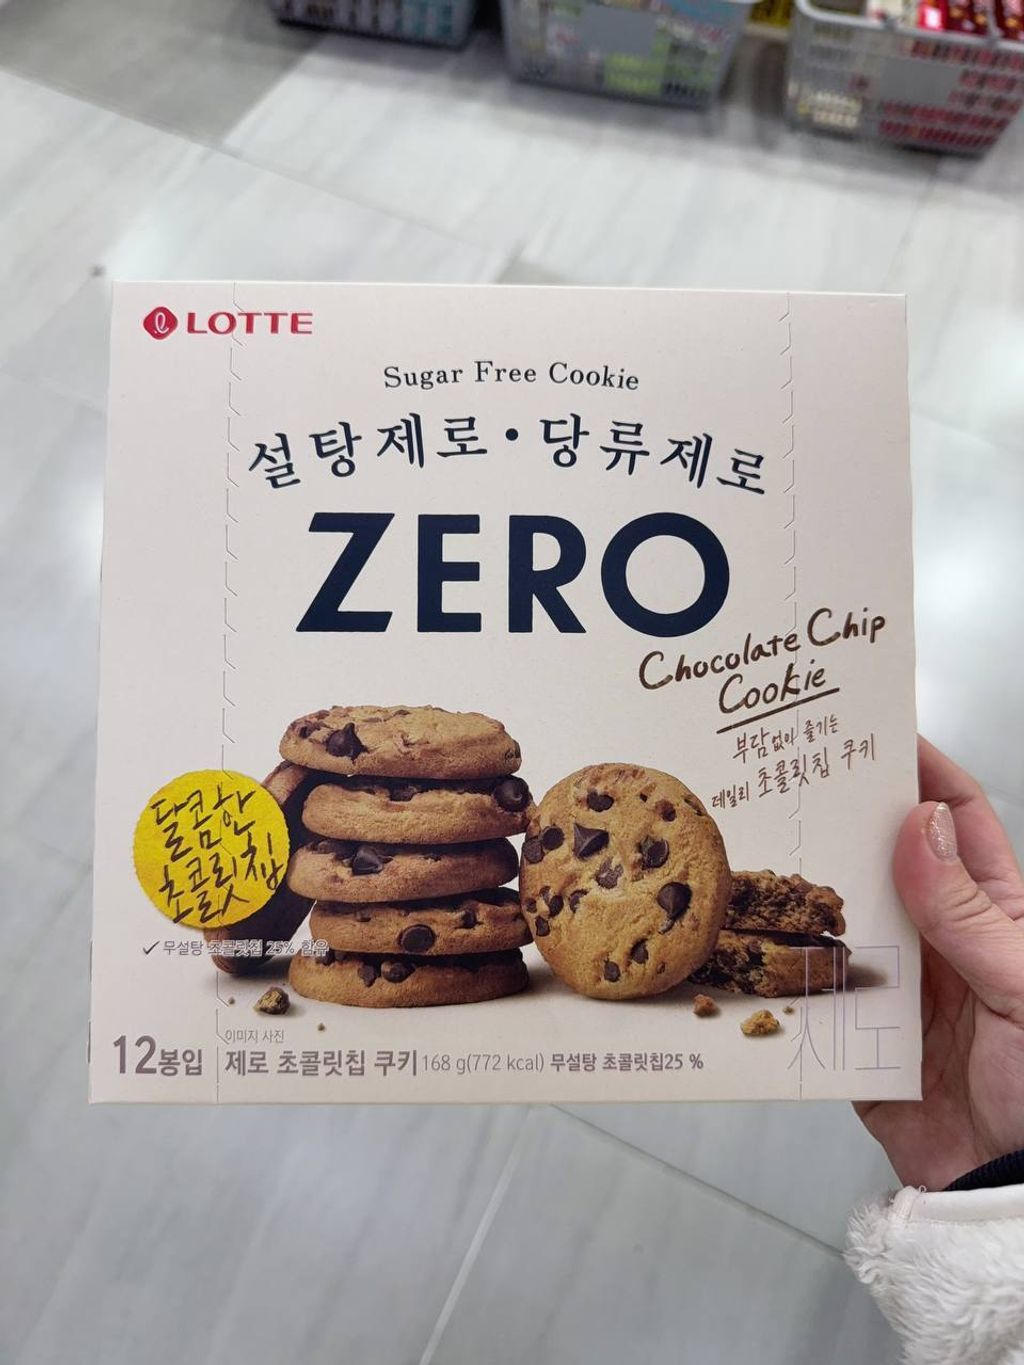 LOTTE
Sugar Free Cookie
설탕제로•당류제로
ZERO
Chocolate Chip
Cookie
부담없이 즐기는
데일리 초콜릿칩 쿠키
달콤한
초콜릿칩
✓ 무설탕 초콜릿칩 25% 함유
이미지 사진
12봉입 제로 초콜릿칩 쿠키 168 g(772 kcal) 무설탕 초콜릿칩25 %
제로